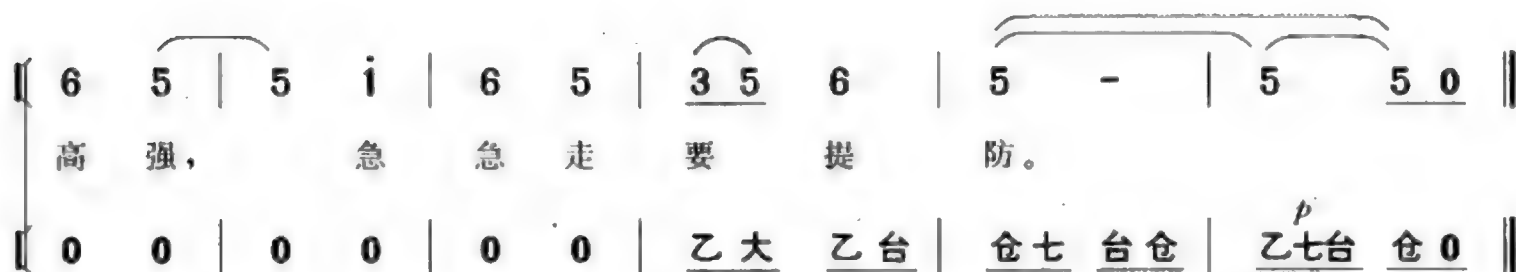 6 5 | 5 i | 6 5 | 3 5 6 | 5 - | 5 5 0 ‖
高 强, 急 急 走 要 提 防。
p
0 0 | 0 0 | 0 0 | 乙 大 乙 台 | 仓 七 台 仓 | 乙 七 台 仓 0 ‖